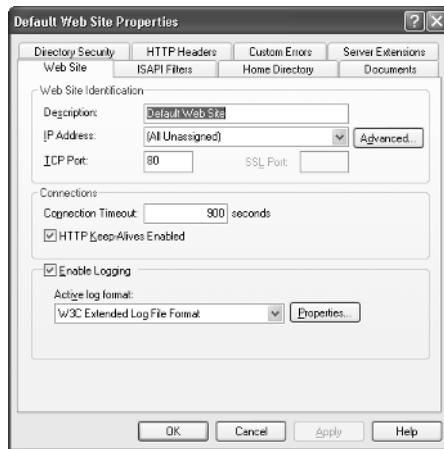 Default Web Site Properties
Directory Security HTTP Headers Custom Errors Server Extensions
Web Site ISAPI Filters Home Directory Documents
Web Site Identification
Description: Default Web Site
IP Address: (All Unassigned) Advanced...
TCP Port: 80 SSL Port:
Connections
Connection Timeout: 900 seconds
HTTP Keep-Alives Enabled
Enable Logging
Active log format:
W3C Extended Log File Format Properties...
OK Cancel Apply Help